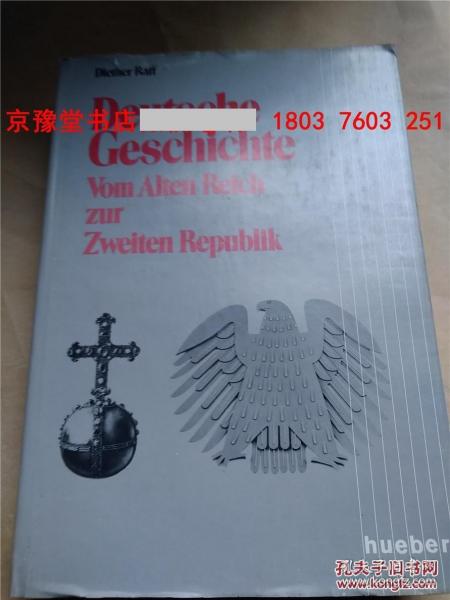 Diether Raff
Deutsche
京豫堂书店 1803 7603 251
Geschichte
Vom Alten Reich
zur
Zweiten Republik
hueber
孔夫子旧书网
www.kongfz.com